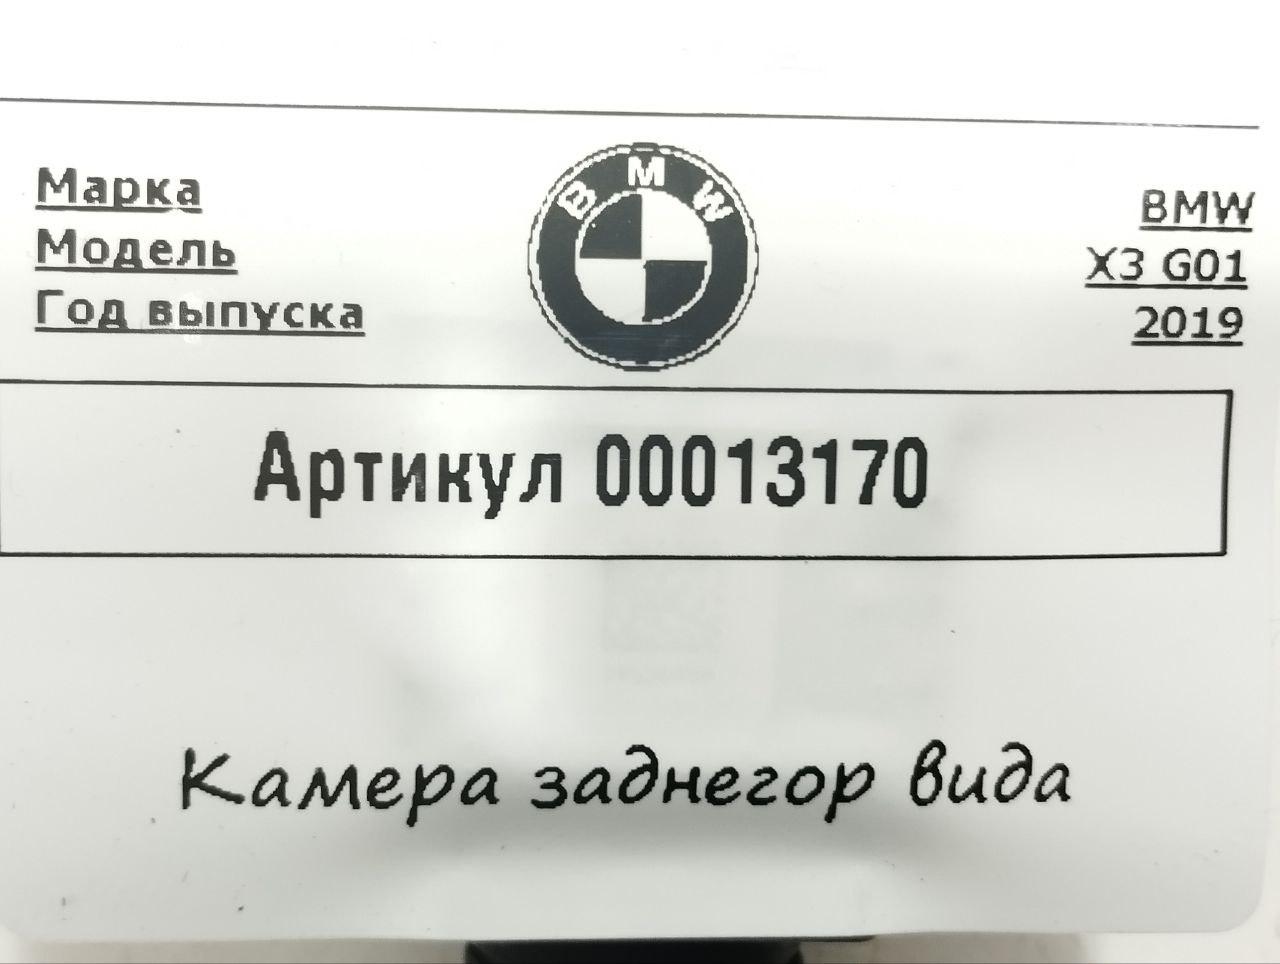 Марка
BMW
BMW
Модель
X3 G01
Год выпуска
2019
Артикул 00013170
Камера заднегор вида